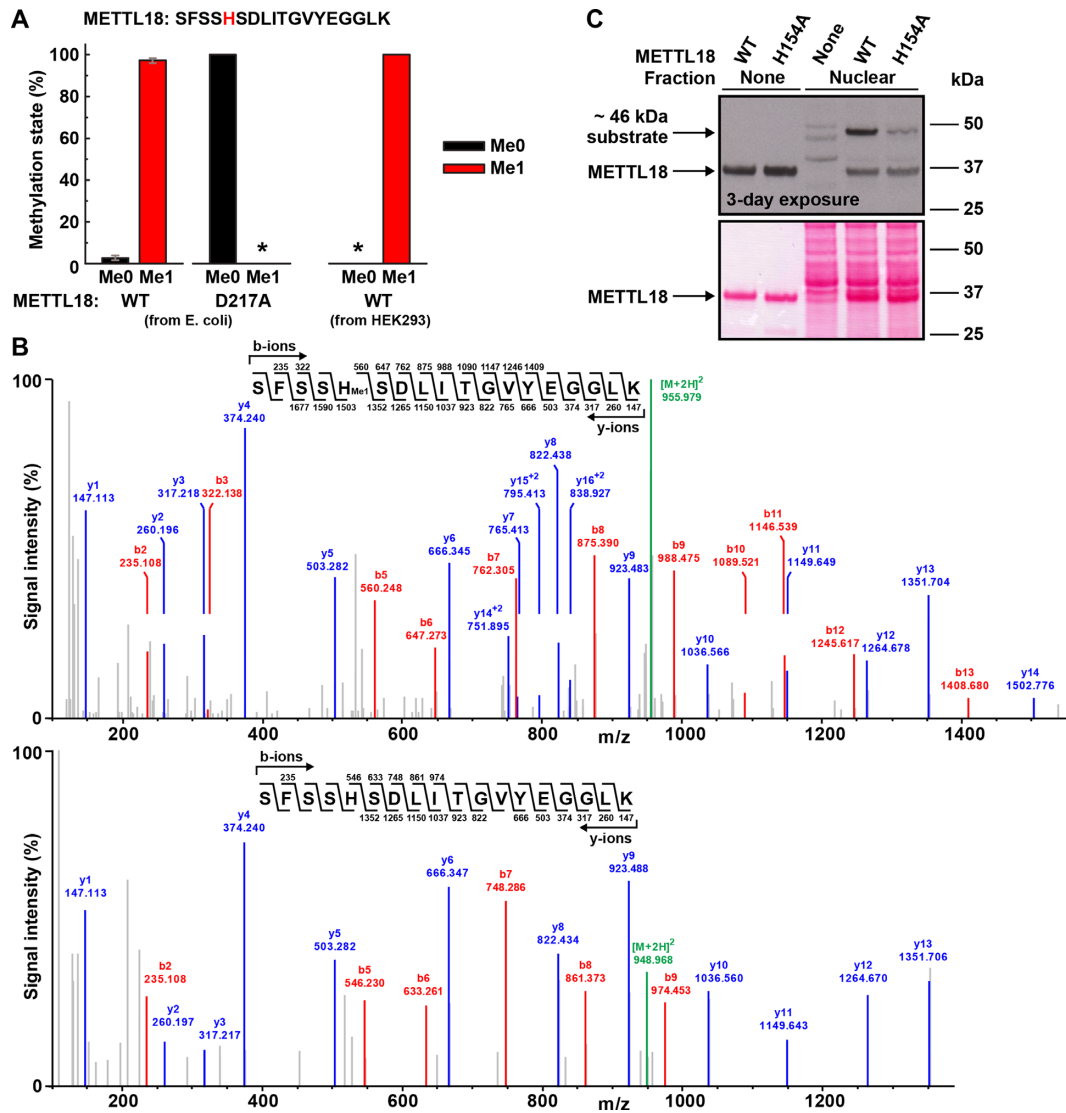 A
METTL18: SFSSHSDLITGVYEGGLK
Methylation state (%)
100
80
60
40
20
0
Me0
Me1
*
*
Me0 Me1 Me0 Me1 Me0 Me1
METTL18: WT D217A WT
(from E. coli) (from HEK293)
C
METTL18 WT H154A None WT H154A
Fraction None Nuclear kDa
~ 46 kDa
substrate
METTL18
3-day exposure
50
37
25
METTL18
50
37
25
B
b-ions
235 322 560 647 762 875 988 1090 1147 1246 1409
S F S S H Me1 S D L I T G V Y E G G L K
1677 1590 1503 1352 1265 1150 1037 923 822 765 666 503 374 317 260 147
y-ions
Signal intensity (%)
100
0
y1
147.113
b2
235.108
y2
260.196
y3
317.218
b3
322.138
y4
374.240
y5
503.282
b5
560.248
b6
647.273
y6
666.345
y14+2
751.895
b7
762.305
y7
765.413
y15+2
795.413
y8
822.438
y16+2
838.927
b8
875.390
y9
923.483
[M+2H]2
955.979
b9
988.475
y10
1036.566
b10
1089.521
b11
1146.539
y11
1149.649
b12
1245.617
y12
1264.678
y13
1351.704
b13
1408.680
y14
1502.776
200 400 600 m/z 800 1000 1200 m/z 1400
b-ions
235 546 633 748 861 974
S F S S H S D L I T G V Y E G G L K
1352 1265 1150 1037 923 822 666 503 374 317 260 147
y-ions
Signal intensity (%)
100
0
y1
147.113
b2
235.108
y2
260.197
y3
317.217
y4
374.240
y5
503.282
b5
546.230
b6
633.261
y6
666.347
b7
748.286
y8
822.434
b8
861.373
y9
923.488
[M+2H]2
948.968
b9
974.453
y10
1036.560
y11
1149.643
y12
1264.670
y13
1351.706
200 400 600 800 m/z 1000 1200 m/z